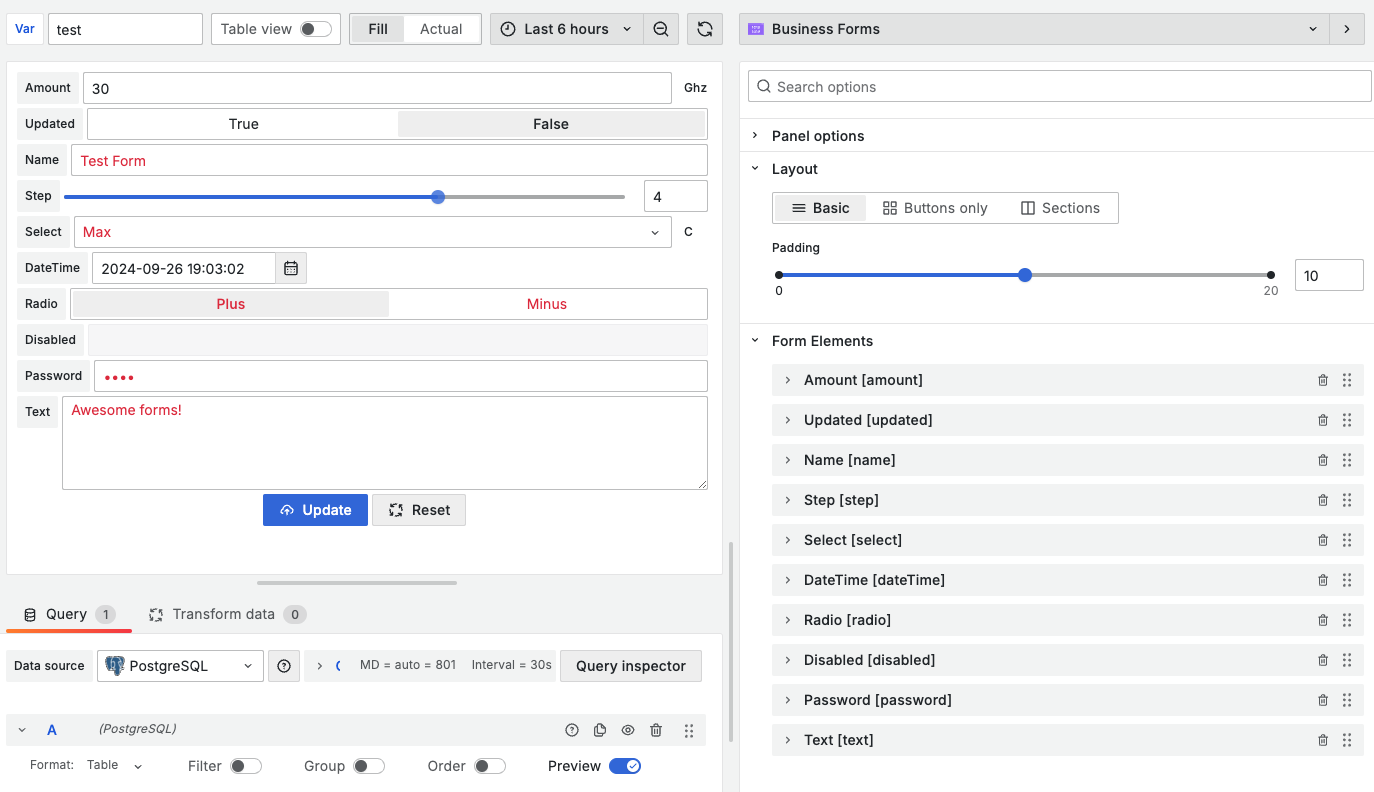 Var test Table view Fill Actual Last 6 hours
Business Forms
Amount 30 Ghz
Updated True False
Name Test Form
Step 4
Select Max C
DateTime 2024-09-26 19:03:02
Radio Plus Minus
Disabled
Password ••••
Text Awesome forms!
Update Reset
Query 1 Transform data 0
Data source PostgreSQL MD = auto = 801 Interval = 30s Query inspector
A (PostgreSQL)
Format: Table Filter Group Order Preview
Search options
Panel options
Layout
Basic Buttons only Sections
Padding
10
0 20
Form Elements
Amount [amount]
Updated [updated]
Name [name]
Step [step]
Select [select]
DateTime [dateTime]
Radio [radio]
Disabled [disabled]
Password [password]
Text [text]